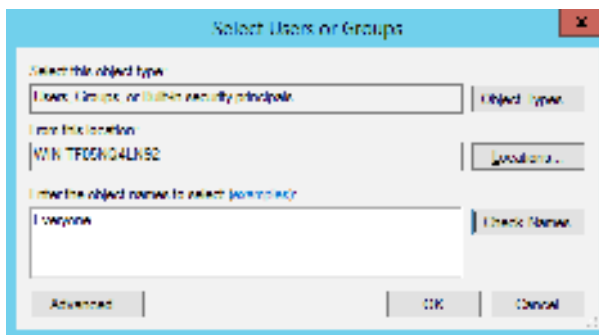 Select Users or Groups
Select this object type:
Users, Groups, or Built-in security principals
Object Types...
From this location:
Locations...
Enter the object names to select (examples):
Everyone
Check Names
Advanced...
OK
Cancel